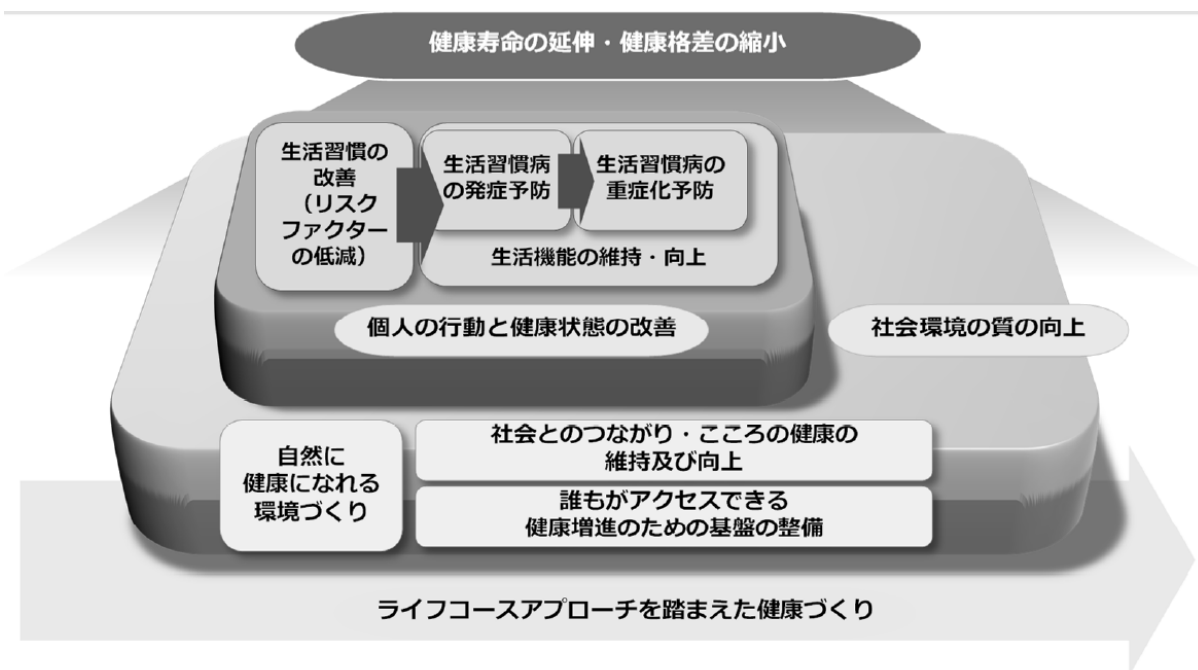 健康寿命の延伸・健康格差の縮小
生活習慣の
改善
（リスク
ファクター
の低減）
生活習慣病
の発症予防
生活習慣病の
重症化予防
生活機能の維持・向上
個人の行動と健康状態の改善
社会環境の質の向上
自然に
健康になれる
環境づくり
社会とのつながり・こころの健康の
維持及び向上
誰もがアクセスできる
健康増進のための基盤の整備
ライフコースアプローチを踏まえた健康づくり